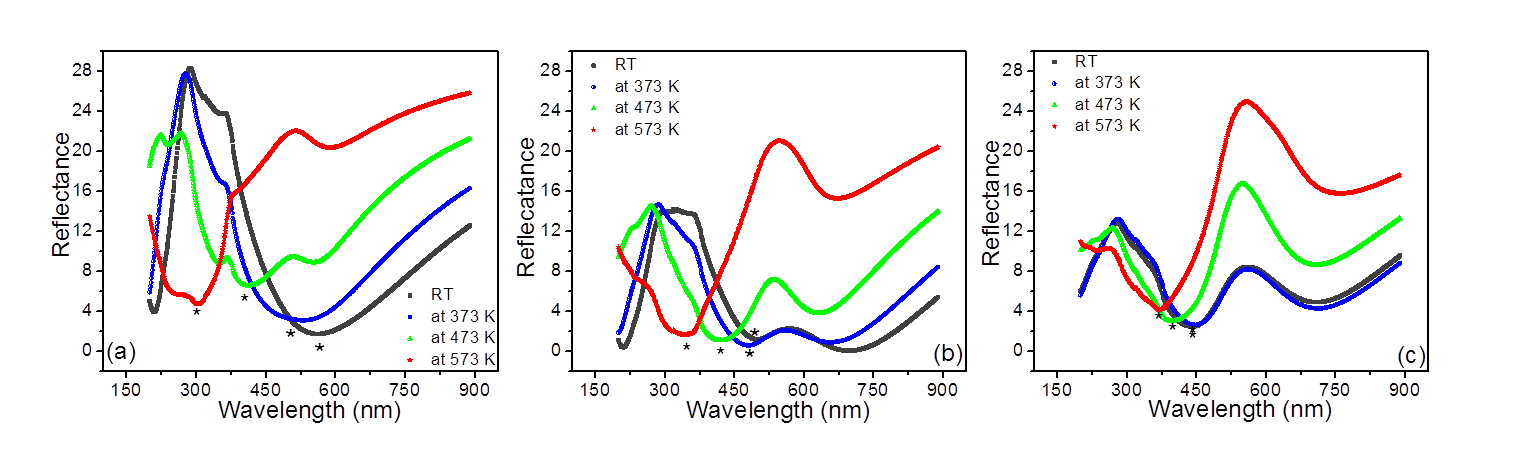 28
24
20
16
12
8
4
0
Reflectance
RT
at 373 K
at 473 K
at 573 K
(a)
150 300 450 600 750 900
Wavelength (nm)
28
24
20
16
12
8
4
0
Reflecatance
RT
at 373 K
at 473 K
at 573 K
(b)
150 300 450 600 750 900
Wavelength (nm)
28
24
20
16
12
8
4
0
Reflectance
RT
at 373 K
at 473 K
at 573 K
(c)
150 300 450 600 750 900
Wavelength (nm)